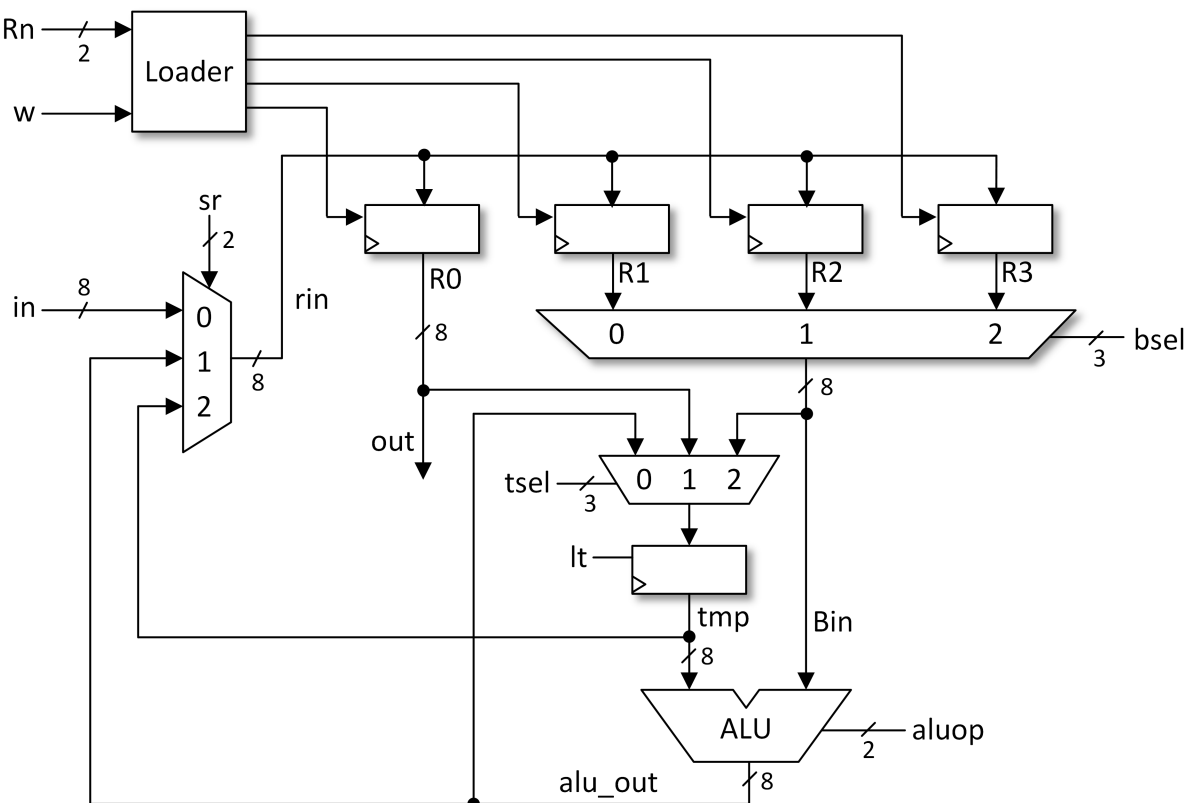 Rn
2
Loader
w
sr
2
in
8
0
1
2
8
rin
R0
R1
R2
R3
8
0 1 2
bsel
3
8
out
tsel
3
0 1 2
lt
tmp
8
Bin
ALU
aluop
2
alu_out
8